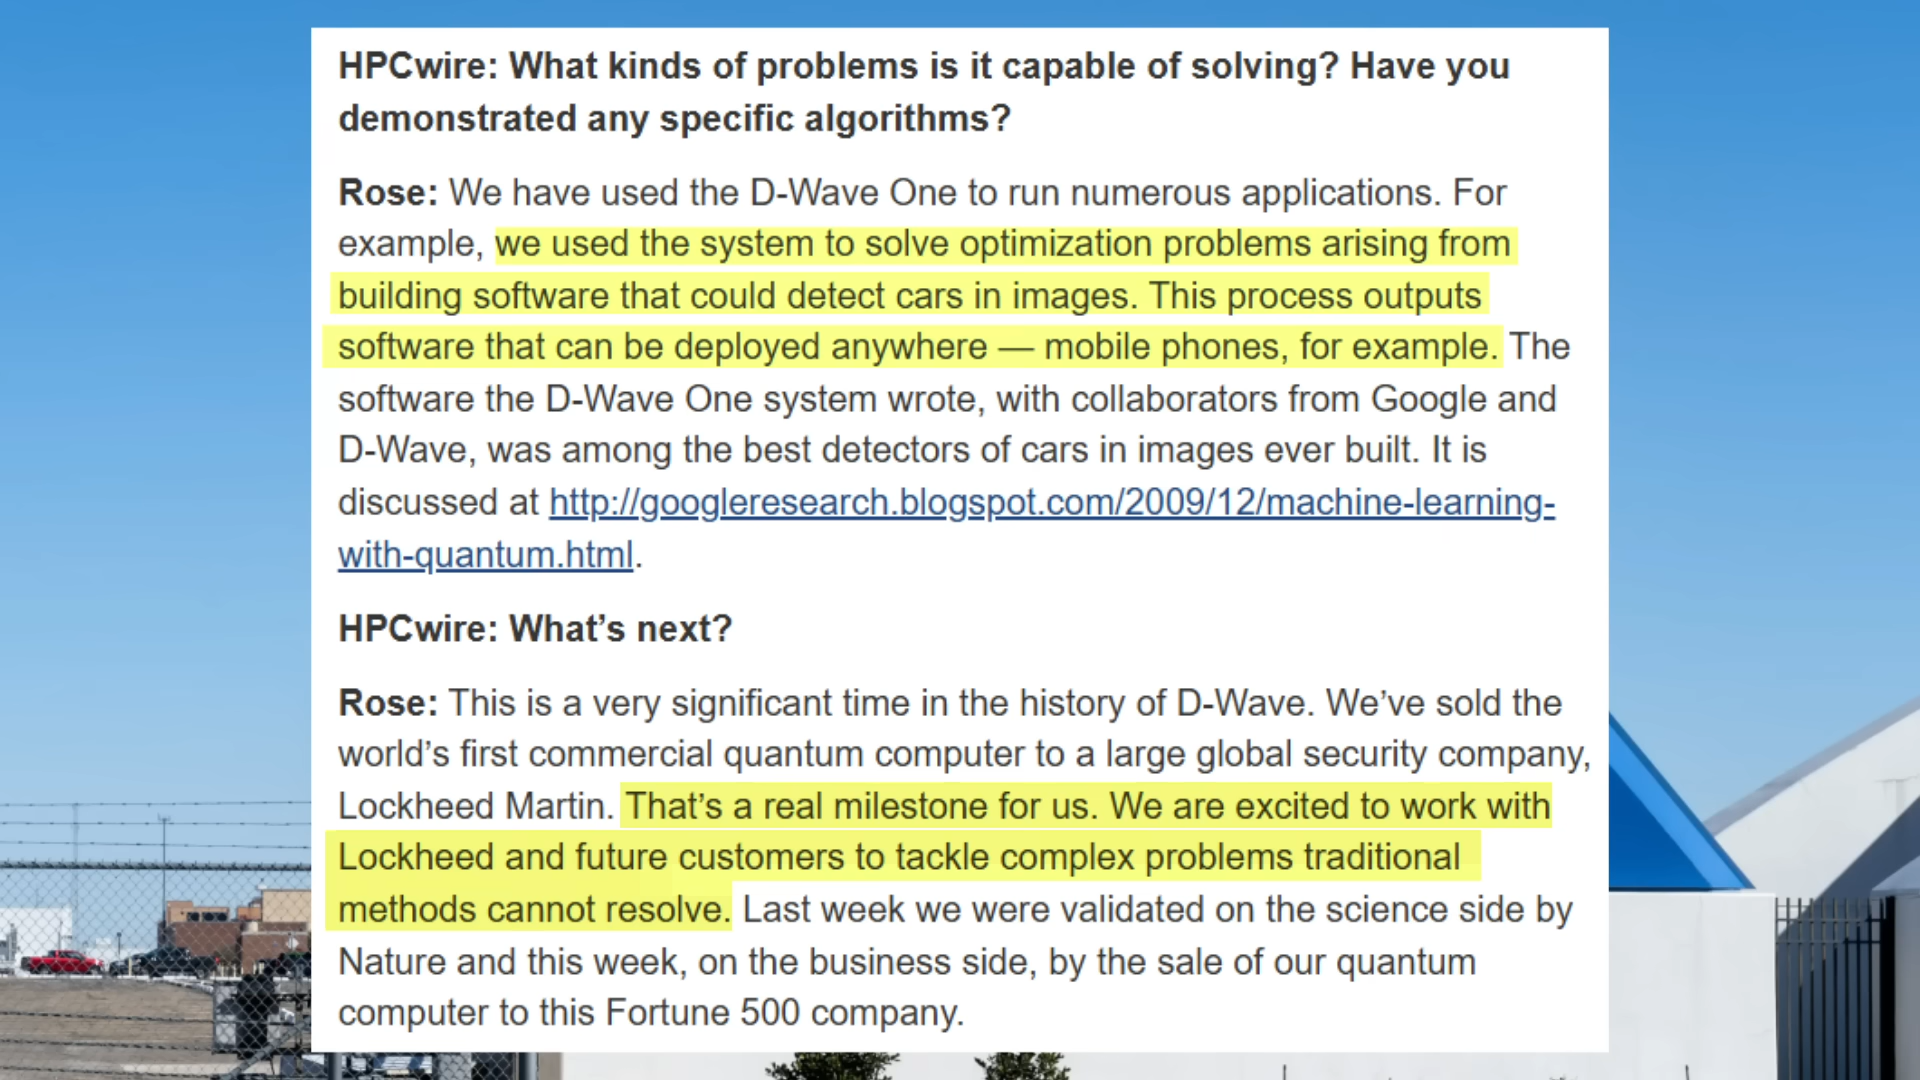 HPCwire: What kinds of problems is it capable of solving? Have you
demonstrated any specific algorithms?
Rose: We have used the D-Wave One to run numerous applications. For
example, we used the system to solve optimization problems arising from
building software that could detect cars in images. This process outputs
software that can be deployed anywhere — mobile phones, for example. The
software the D-Wave One system wrote, with collaborators from Google and
D-Wave, was among the best detectors of cars in images ever built. It is
discussed at http://googleresearch.blogspot.com/2009/12/machine-learning-
with-quantum.html.
HPCwire: What’s next?
Rose: This is a very significant time in the history of D-Wave. We’ve sold the
world’s first commercial quantum computer to a large global security company,
Lockheed Martin. That’s a real milestone for us. We are excited to work with
Lockheed and future customers to tackle complex problems traditional
methods cannot resolve. Last week we were validated on the science side by
Nature and this week, on the business side, by the sale of our quantum
computer to this Fortune 500 company.